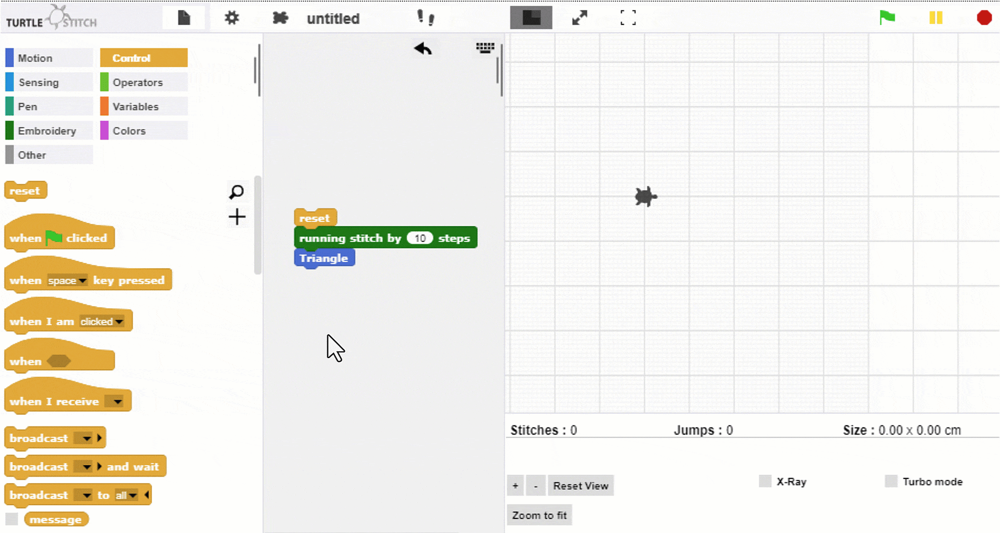 TURTLE STITCH
untitled
Motion
Control
Sensing
Operators
Pen
Variables
Embroidery
Colors
Other
reset
when clicked
when space key pressed
when I am clicked
when
when I receive
broadcast
broadcast and wait
broadcast to all
message
reset
running stitch by 10 steps
Triangle
Stitches : 0
Jumps : 0
Size : 0.00 x 0.00 cm
+
-
Reset View
X-Ray
Turbo mode
Zoom to fit